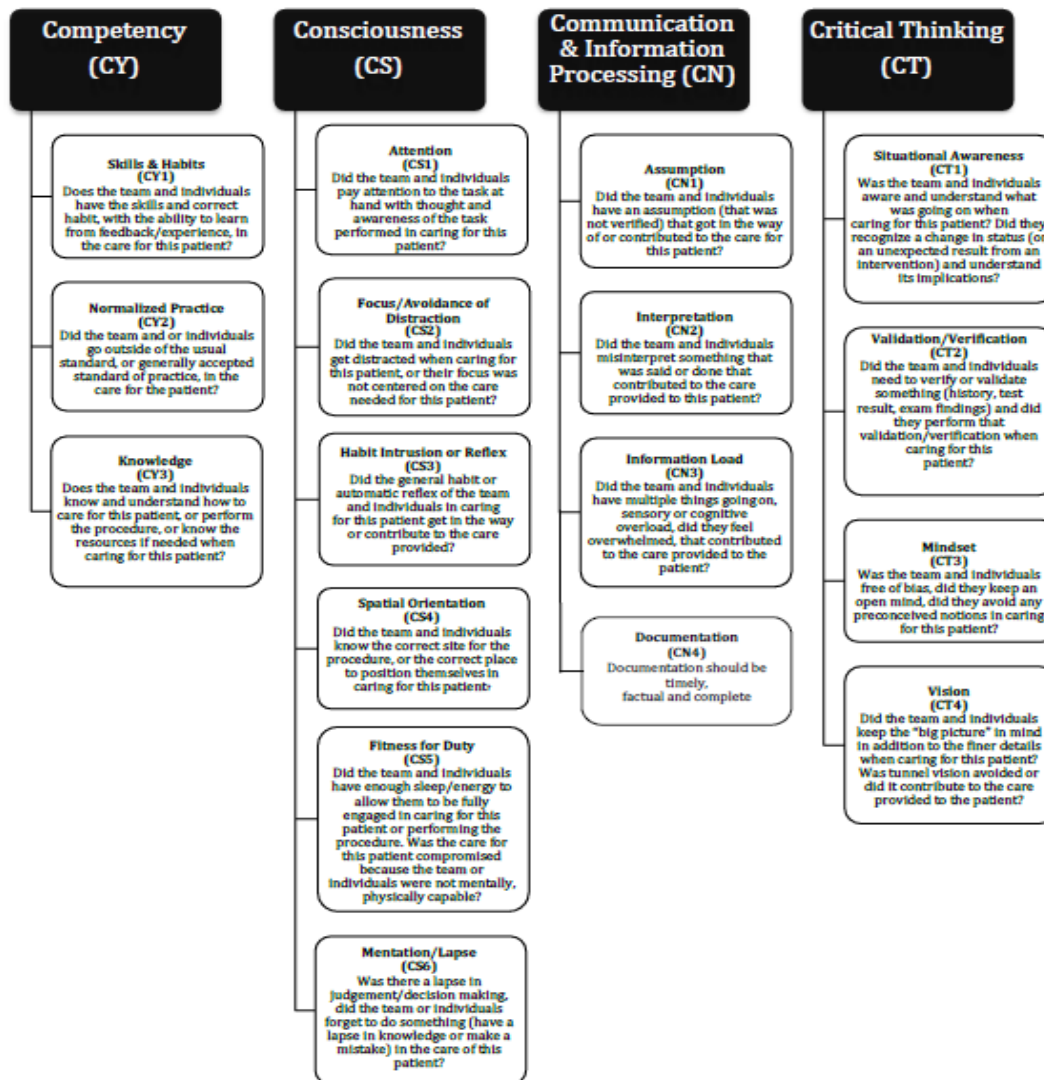 Competency
(CY)
Skills & Habits
(CY1)
Does the team and individuals
have the skills and correct
habit, with the ability to learn
from feedback/experience, in
the care for this patient?
Normalized Practice
(CY2)
Did the team and or individuals
go outside of the usual
standard, or generally accepted
standard of practice, in the
care for the patient?
Knowledge
(CY3)
Does the team and individuals
know and understand how to
care for this patient, or perform
the procedure, or know the
resources if needed when
caring for this patient?
Consciousness
(CS)
Attention
(CS1)
Did the team and individuals
pay attention to the task at
hand with thought and
awareness of the task
performed in caring for this
patient?
Focus/Avoidance of
Distraction
(CS2)
Did the team and individuals
get distracted when caring for
this patient, or their focus was
not centered on the care
needed for this patient?
Habit Intrusion or Reflex
(CS3)
Did the general habit or
automatic reflex of the team
and individuals in caring
for this patient get in the way
or contribute to the care
provided?
Spatial Orientation
(CS4)
Did the team and individuals
know the correct site for the
procedure, or the correct place
to position themselves in
caring for this patient?
Fitness for Duty
(CS5)
Did the team and individuals
have enough sleep/energy to
allow them to be fully
engaged in caring for this
patient or performing the
procedure. Was the care for
this patient compromised
because the team or
individuals were not mentally,
physically capable?
Mentation/Lapse
(CS6)
Was there a lapse in
judgement/decision making,
did the team or individuals
forget to do something (have a
lapse in knowledge or make a
mistake) in the care of this
patient?
Communication
& Information
Processing (CN)
Assumption
(CN1)
Did the team and individuals
have an assumption (that was
not verified) that got in the way
of or contributed to the care for
this patient?
Interpretation
(CN2)
Did the team and individuals
misinterpret something that
was said or done that
contributed to the care
provided to this patient?
Information Load
(CN3)
Did the team and individuals
have multiple things going on,
sensory or cognitive
overload, did they feel
overwhelmed, that contributed
to the care provided to the
patient?
Documentation
(CN4)
Documentation should be
timely,
factual and complete
Critical Thinking
(CT)
Situational Awareness
(CT1)
Was the team and individuals
aware and understand what
was going on when
caring for this patient? Did they
recognize a change in status (or
an unexpected result from an
intervention) and understand
its implications?
Validation/Verification
(CT2)
Did the team and individuals
need to verify or validate
something (history, test
result, exam findings) and did
they perform that
validation/verification when
caring for this
patient?
Mindset
(CT3)
Was the team and individuals
free of bias, did they keep an
open mind, did they avoid any
preconceived notions in caring
for this patient?
Vision
(CT4)
Did the team and individuals
keep the "big picture" in mind
in addition to the finer details
when caring for this patient?
Was tunnel vision avoided or
did it contribute to the care
provided to the patient?